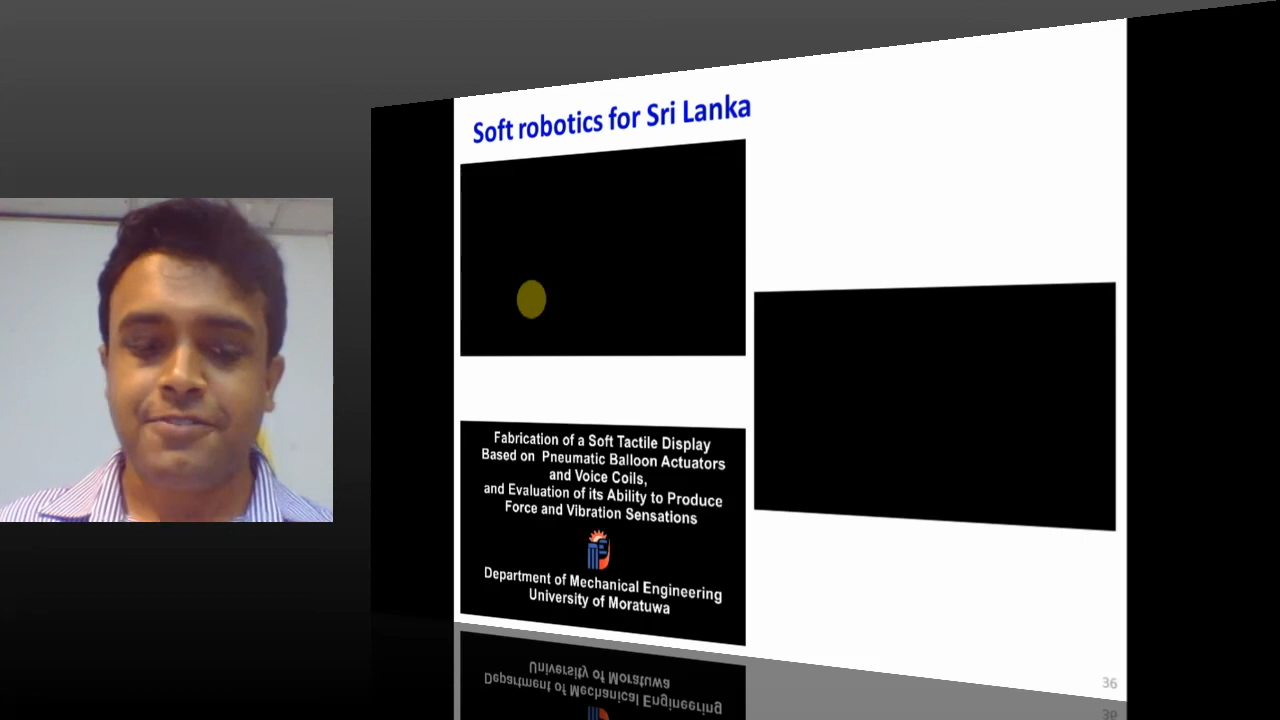 Soft robotics for Sri Lanka
Fabrication of a Soft Tactile Display
Based on Pneumatic Balloon Actuators
and Voice Coils,
and Evaluation of its Ability to Produce
Force and Vibration Sensations
ME
Department of Mechanical Engineering
University of Moratuwa
36